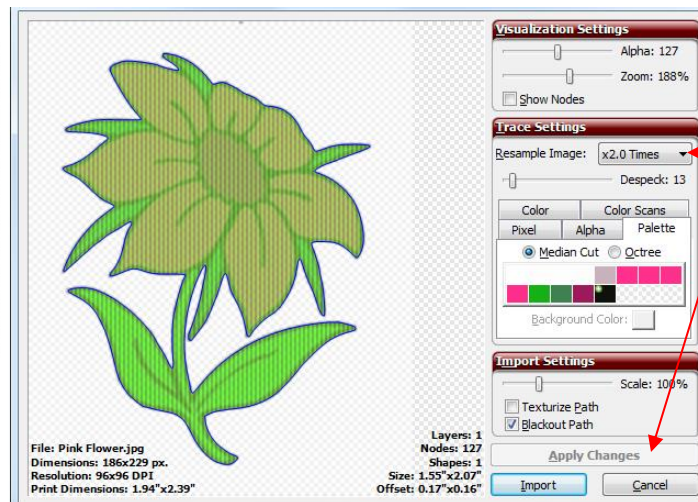 Visualization Settings
Alpha: 127
Zoom: 188%
Show Nodes
Trace Settings
Resample Image: x2.0 Times
Despeck: 13
Color Color Scans
Pixel Alpha Palette
Median Cut Octree
Background Color:
Import Settings
Scale: 100%
Texturize Path
Blackout Path
Apply Changes
Import Cancel
File: Pink Flower.jpg
Dimensions: 186x229 px.
Resolution: 96x96 DPI
Print Dimensions: 1.94"x2.39"
Layers: 1
Nodes: 127
Shapes: 1
Size: 1.55"x2.07"
Offset: 0.17"x0.16"